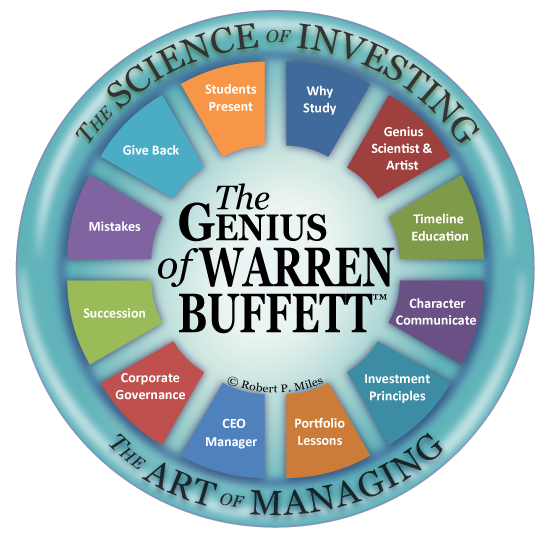 The SCIENCE of INVESTING
Why
Study
Genius
Scientist &
Artist
Timeline
Education
Character
Communicate
Investment
Principles
Portfolio
Lessons
CEO
Manager
Corporate
Governance
Succession
Mistakes
Give Back
Students
Present
The
GENIUS
of WARREN
BUFFETT™
© Robert P. Miles
The ART of MANAGING